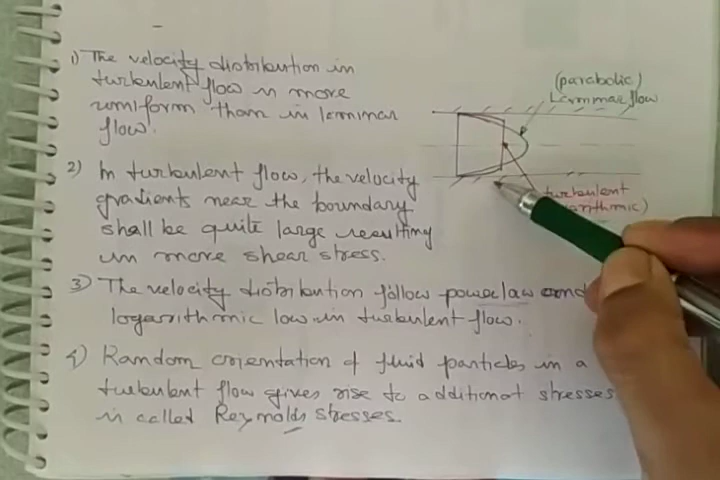 1) The velocity distribution in
turbulent flow is more
uniform than in laminar
flow.
2) In turbulent flow, the velocity
gradients near the boundary
shall be quite large resulting
in more shear stress.
3) The velocity distribution follow power law and
logarithmic low in turbulent flow.
4) Random orientation of fluid particles in a
turbulent flow gives rise to additional stresses
is called Reynolds stresses.
(parabolic)
Laminar flow
turbulent